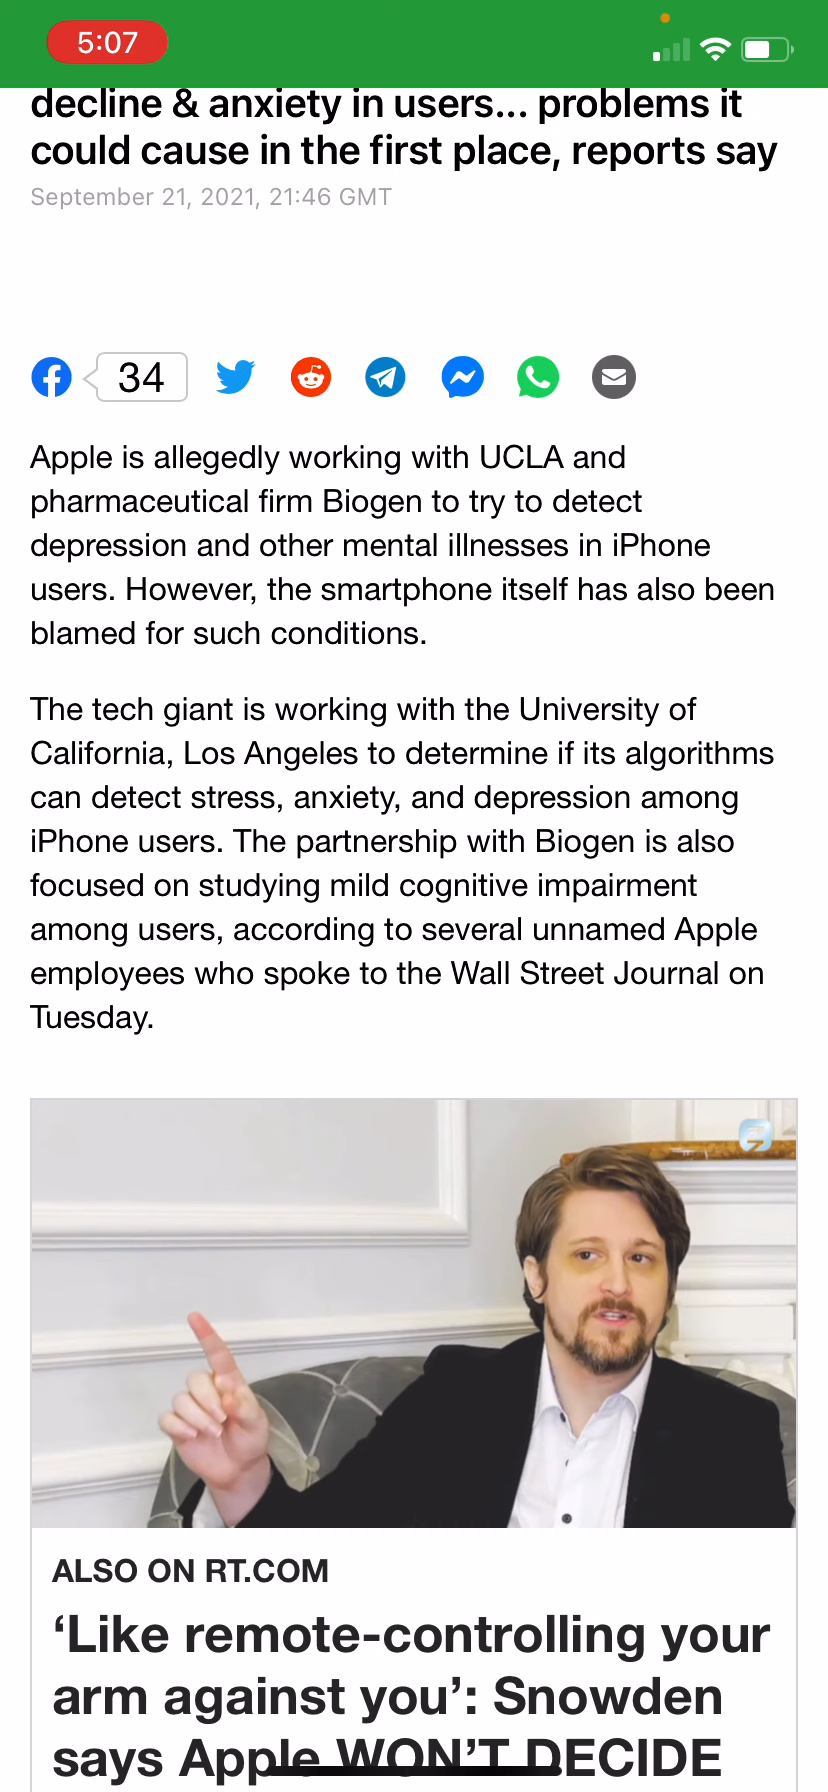 5:07
decline & anxiety in users... problems it
could cause in the first place, reports say
September 21, 2021, 21:46 GMT
34
Apple is allegedly working with UCLA and
pharmaceutical firm Biogen to try to detect
depression and other mental illnesses in iPhone
users. However, the smartphone itself has also been
blamed for such conditions.
The tech giant is working with the University of
California, Los Angeles to determine if its algorithms
can detect stress, anxiety, and depression among
iPhone users. The partnership with Biogen is also
focused on studying mild cognitive impairment
among users, according to several unnamed Apple
employees who spoke to the Wall Street Journal on
Tuesday.
ALSO ON RT.COM
‘Like remote-controlling your
arm against you’: Snowden
says Apple WON’T DECIDE